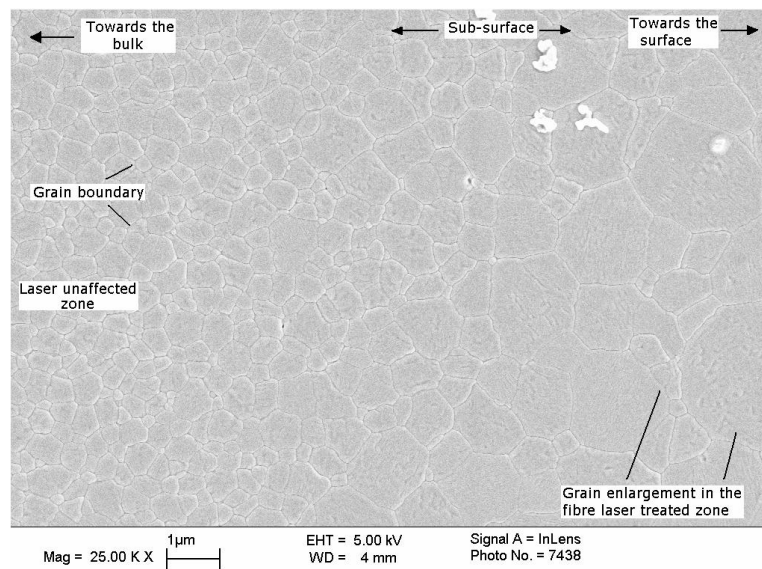 Towards the
bulk
Sub-surface
Towards the
surface
Grain boundary
Laser unaffected
zone
Grain enlargement in the
fibre laser treated zone
Mag = 25.00 K X
1µm
EHT = 5.00 kV
WD = 4 mm
Signal A = InLens
Photo No. = 7438